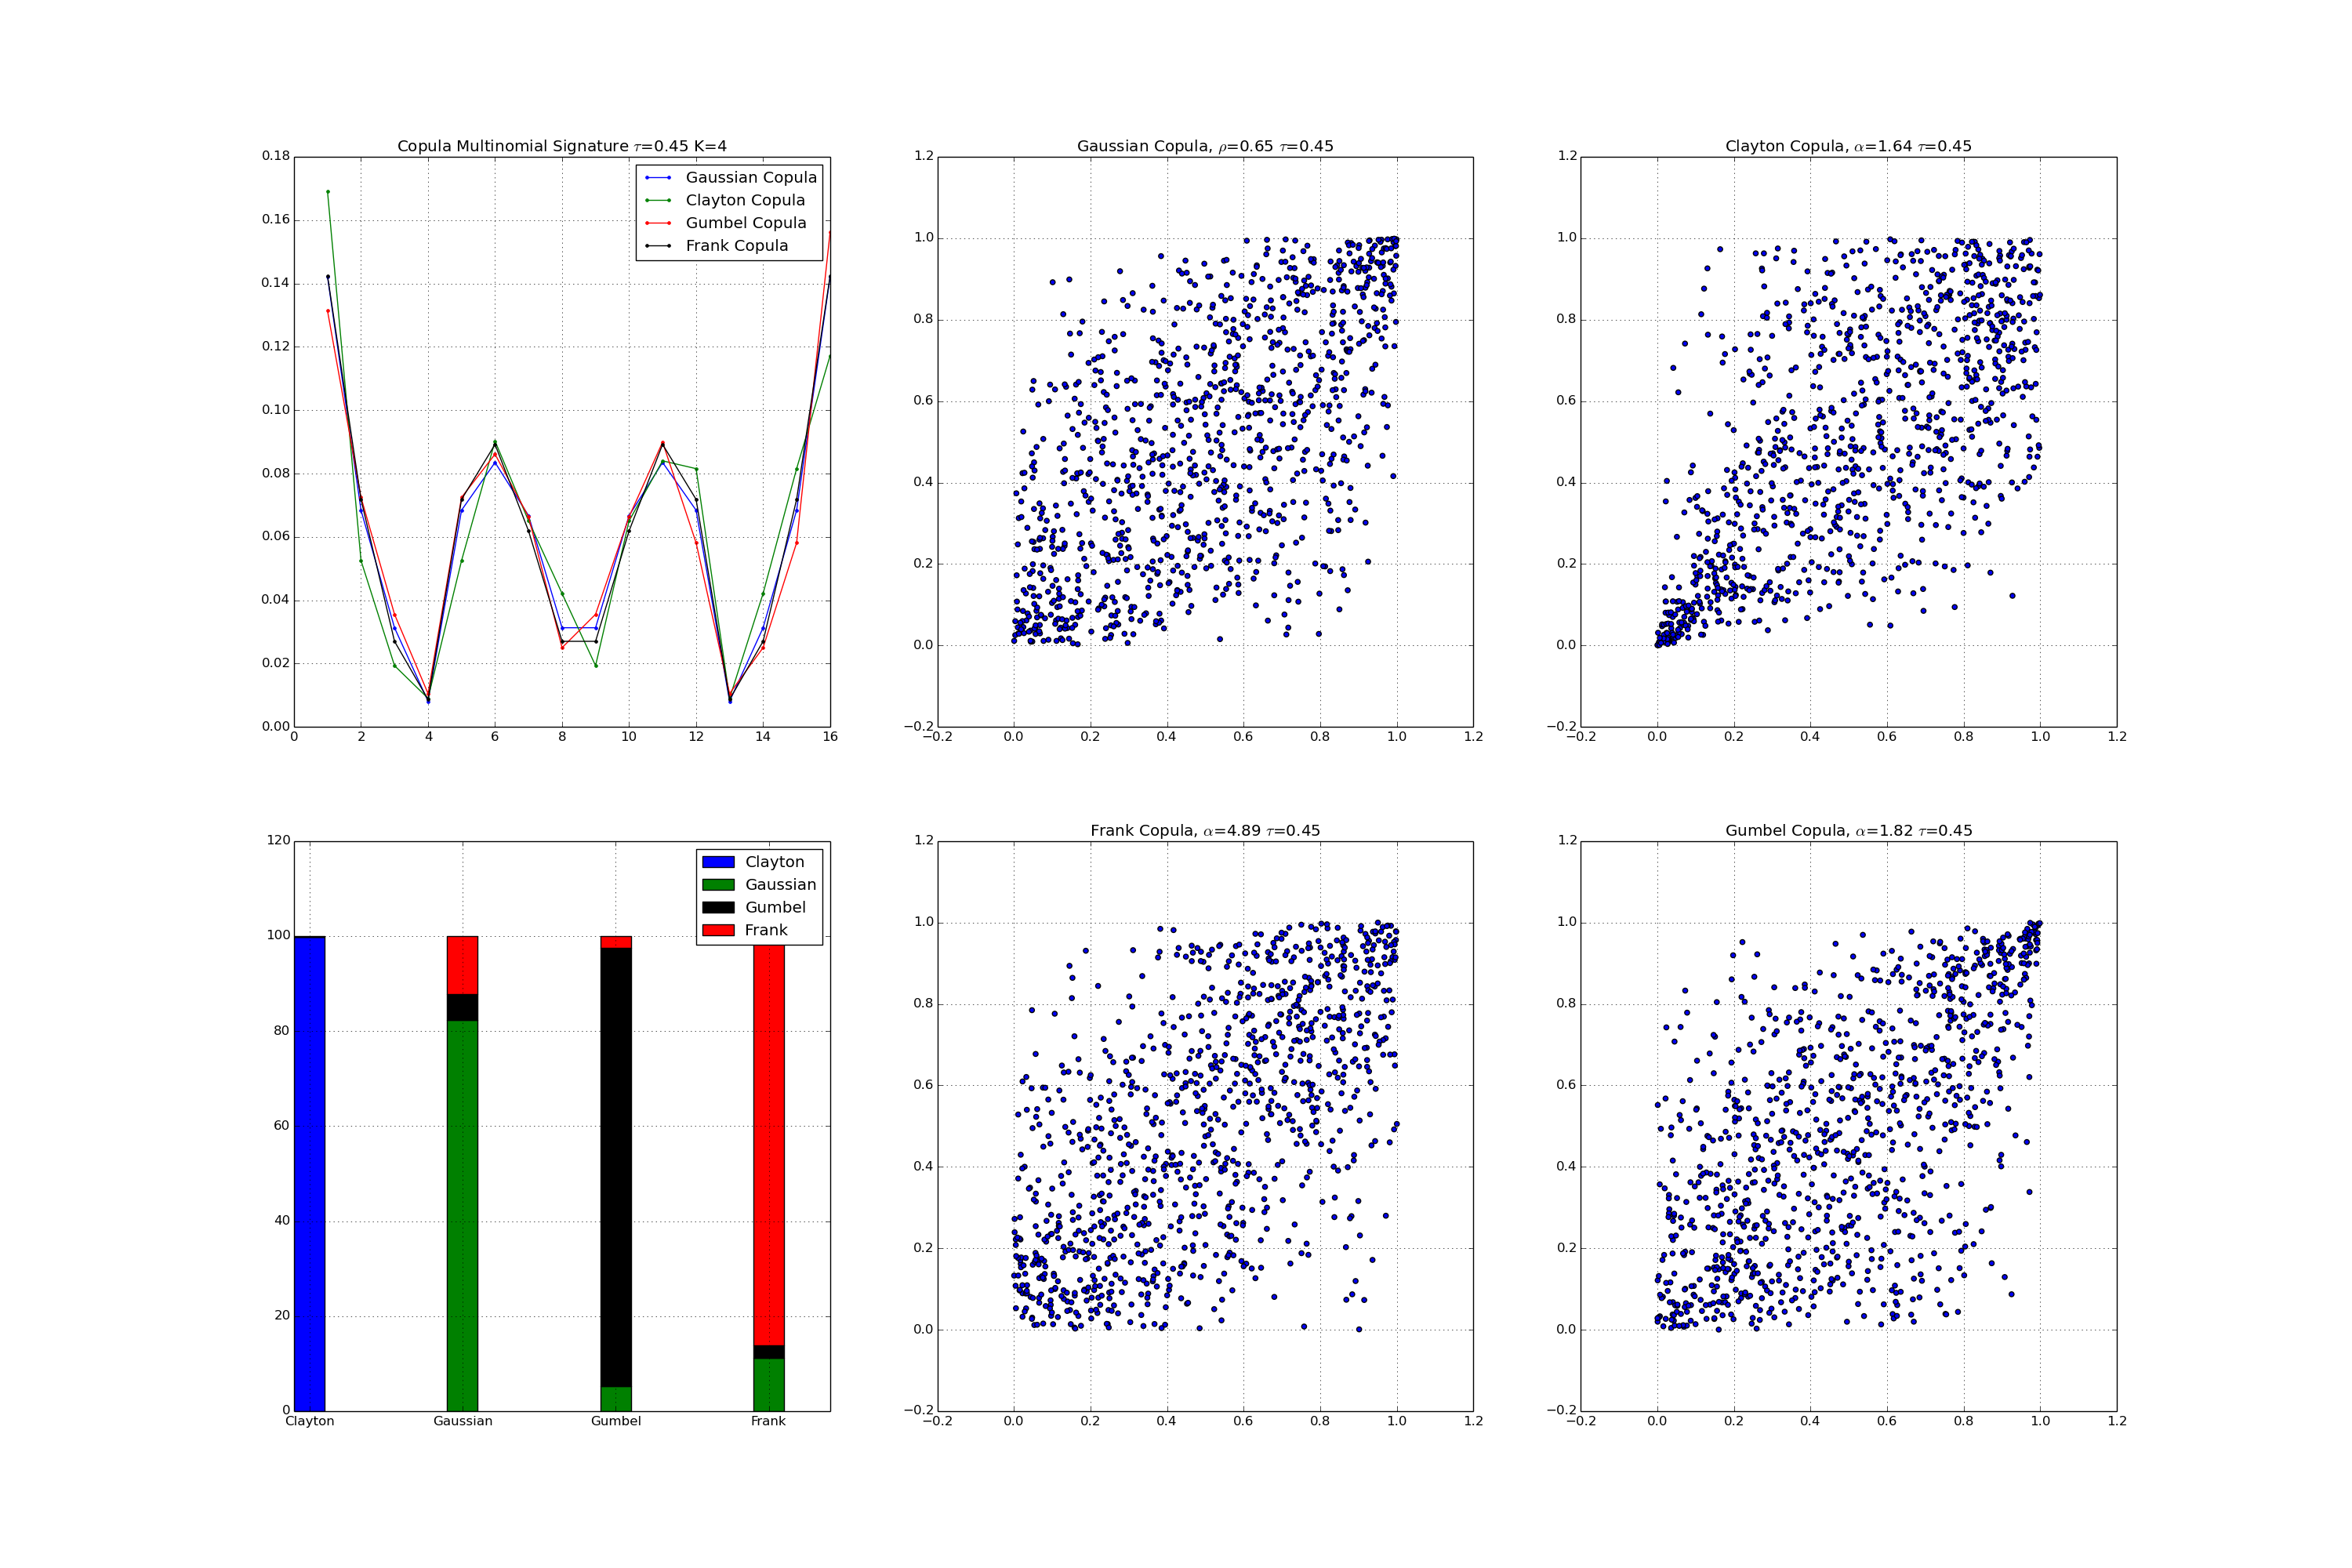 Copula Multinomial Signature τ=0.45 K=4
0.18
0.16
0.14
0.12
0.10
0.08
0.06
0.04
0.02
0.00
0 2 4 6 8 10 12 14 16
Gaussian Copula
Clayton Copula
Gumbel Copula
Frank Copula
Gaussian Copula, ρ=0.65 τ=0.45
1.2
1.0
0.8
0.6
0.4
0.2
0.0
−0.2
−0.2 0.0 0.2 0.4 0.6 0.8 1.0 1.2
Clayton Copula, α=1.64 τ=0.45
1.2
1.0
0.8
0.6
0.4
0.2
0.0
−0.2
−0.2 0.0 0.2 0.4 0.6 0.8 1.0 1.2
120
100
80
60
40
20
0
Clayton Gaussian Gumbel Frank
Clayton
Gaussian
Gumbel
Frank
Frank Copula, α=4.89 τ=0.45
1.2
1.0
0.8
0.6
0.4
0.2
0.0
−0.2
−0.2 0.0 0.2 0.4 0.6 0.8 1.0 1.2
Gumbel Copula, α=1.82 τ=0.45
1.2
1.0
0.8
0.6
0.4
0.2
0.0
−0.2
−0.2 0.0 0.2 0.4 0.6 0.8 1.0 1.2